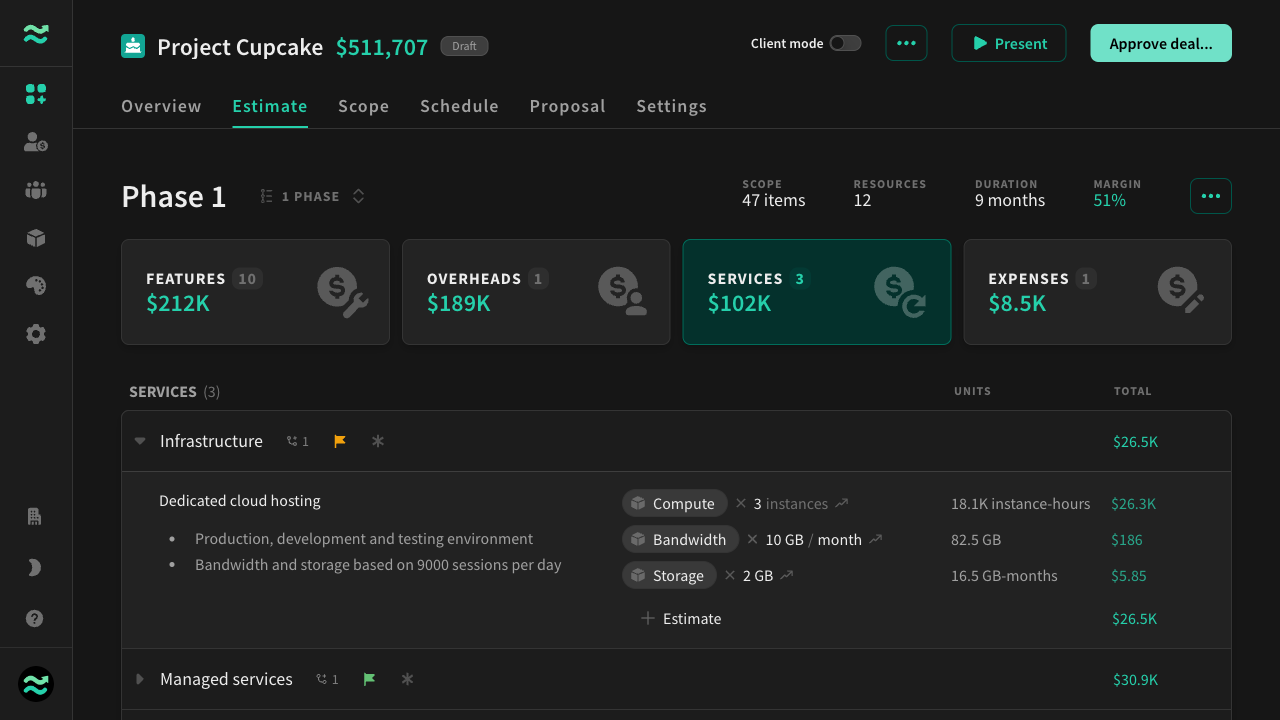 Project Cupcake $511,707 Draft
Client mode
Present
Approve deal...
Overview Estimate Scope Schedule Proposal Settings
Phase 1
1 PHASE
SCOPE
47 items
RESOURCES
12
DURATION
9 months
MARGIN
51%
FEATURES 10
$212K
OVERHEADS 1
$189K
SERVICES 3
$102K
EXPENSES 1
$8.5K
SERVICES (3) UNITS TOTAL
Infrastructure 1 $26.5K
Dedicated cloud hosting
• Production, development and testing environment
• Bandwidth and storage based on 9000 sessions per day
Compute × 3 instances 18.1K instance-hours $26.3K
Bandwidth × 10 GB / month 82.5 GB $186
Storage × 2 GB 16.5 GB-months $5.85
+ Estimate $26.5K
Managed services 1 $30.9K